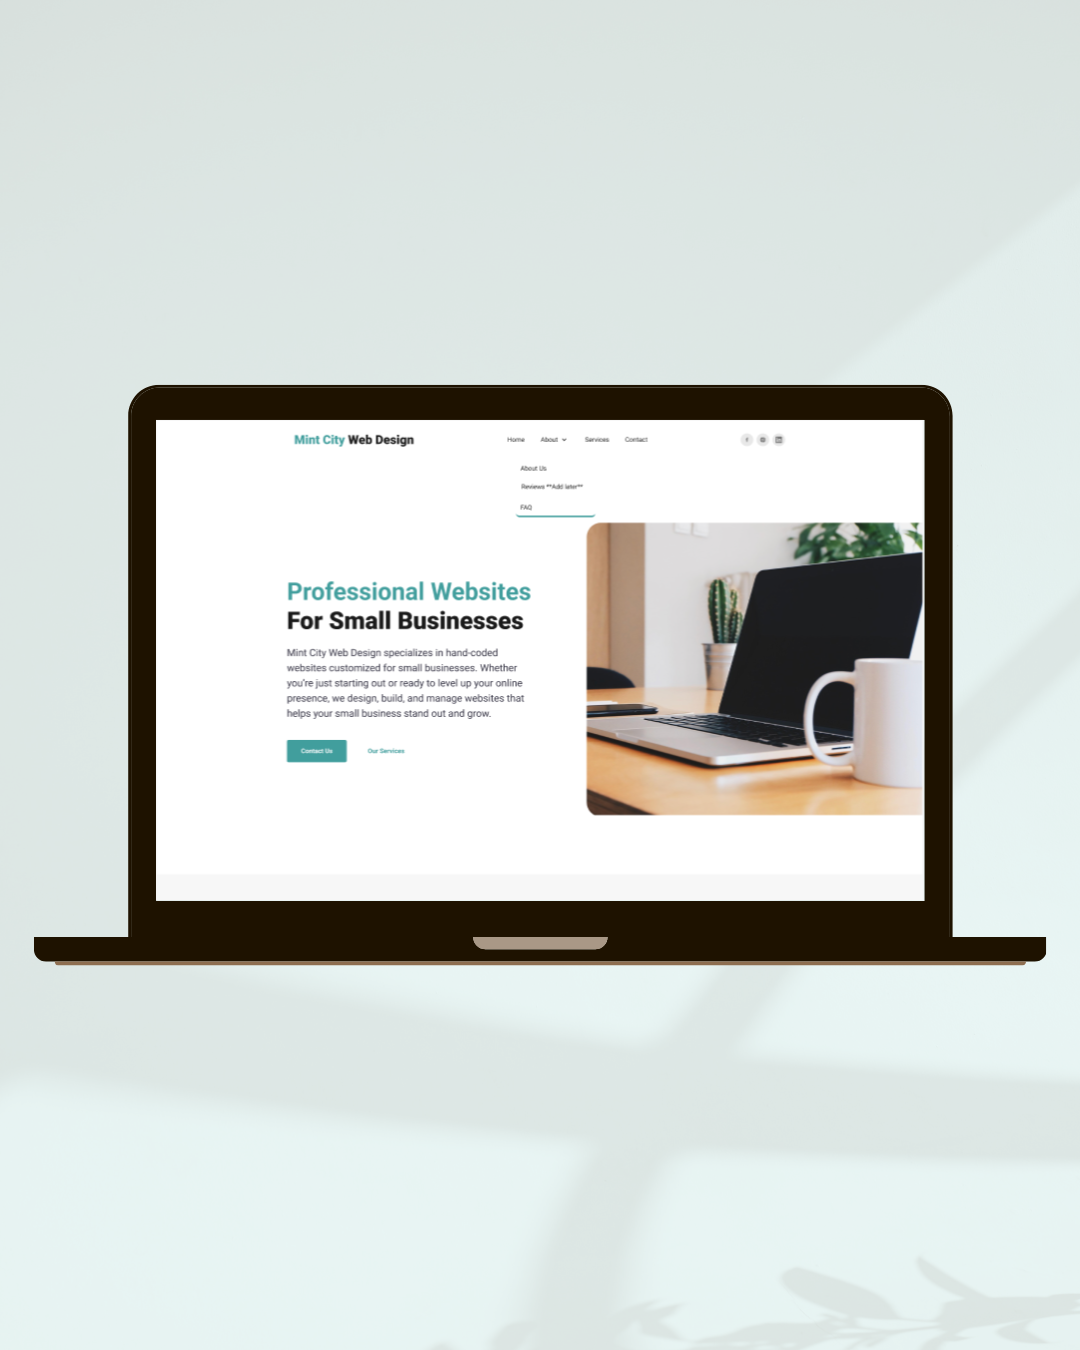 Mint City Web Design
Home About Services Contact
About Us
Reviews **Add later**
FAQ
Professional Websites
For Small Businesses
Mint City Web Design specializes in hand-coded
websites customized for small businesses. Whether
you're just starting out or ready to level up your online
presence, we design, build, and manage websites that
helps your small business stand out and grow.
Contact Us Our Services